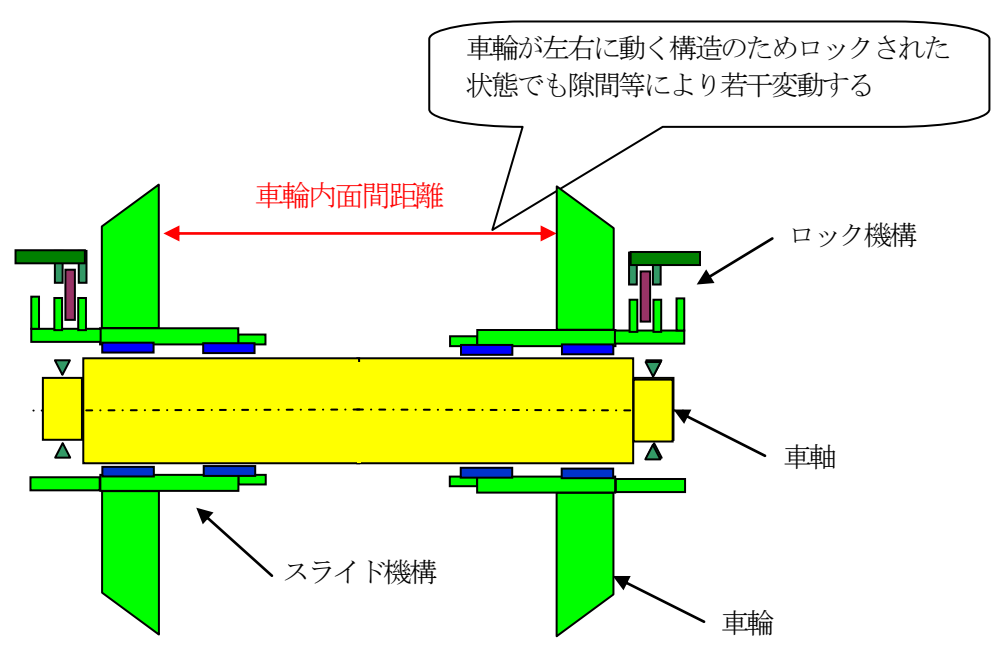 車輪が左右に動く構造のためロックされた
状態でも隙間等により若干変動する
車輪内面間距離
ロック機構
車軸
スライド機構
車輪